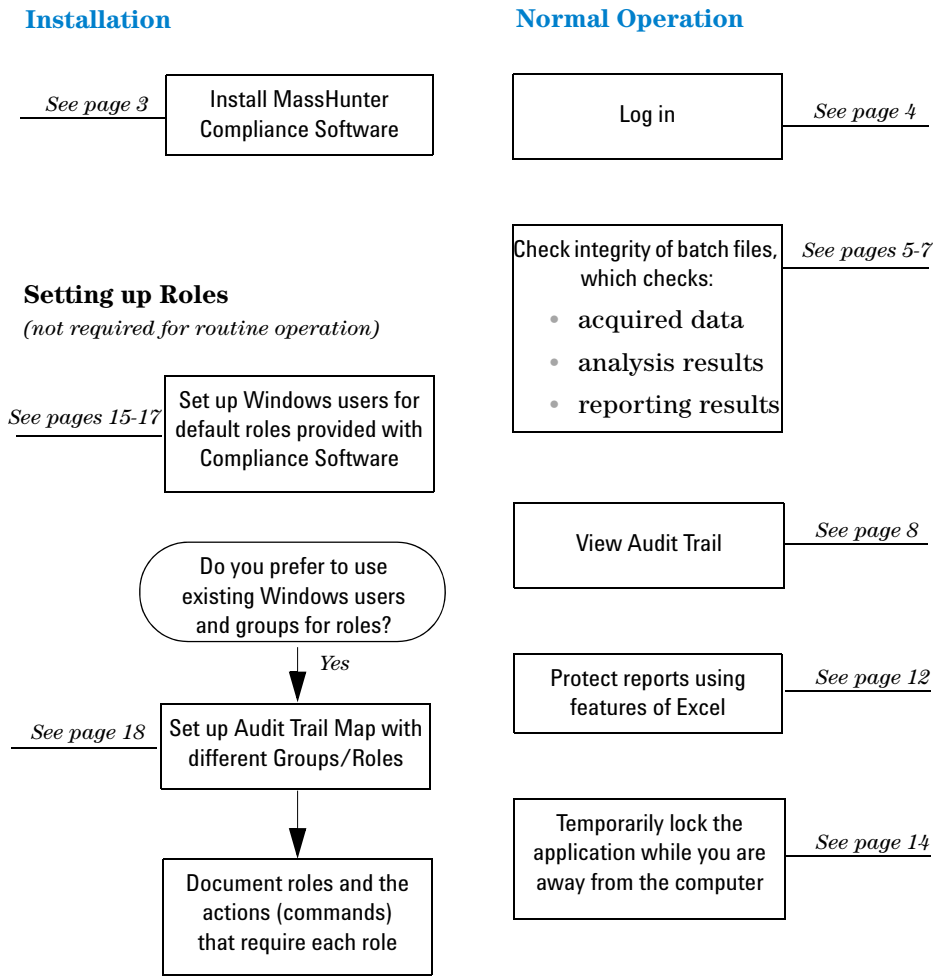 Installation
See page 3
Install MassHunter
Compliance Software
Setting up Roles
(not required for routine operation)
See pages 15-17
Set up Windows users for
default roles provided with
Compliance Software
Do you prefer to use
existing Windows users
and groups for roles?
Yes
See page 18
Set up Audit Trail Map with
different Groups/Roles
Document roles and the
actions (commands)
that require each role
Normal Operation
Log in
See page 4
Check integrity of batch files,
which checks:
• acquired data
• analysis results
• reporting results
See pages 5-7
View Audit Trail
See page 8
Protect reports using
features of Excel
See page 12
Temporarily lock the
application while you are
away from the computer
See page 14